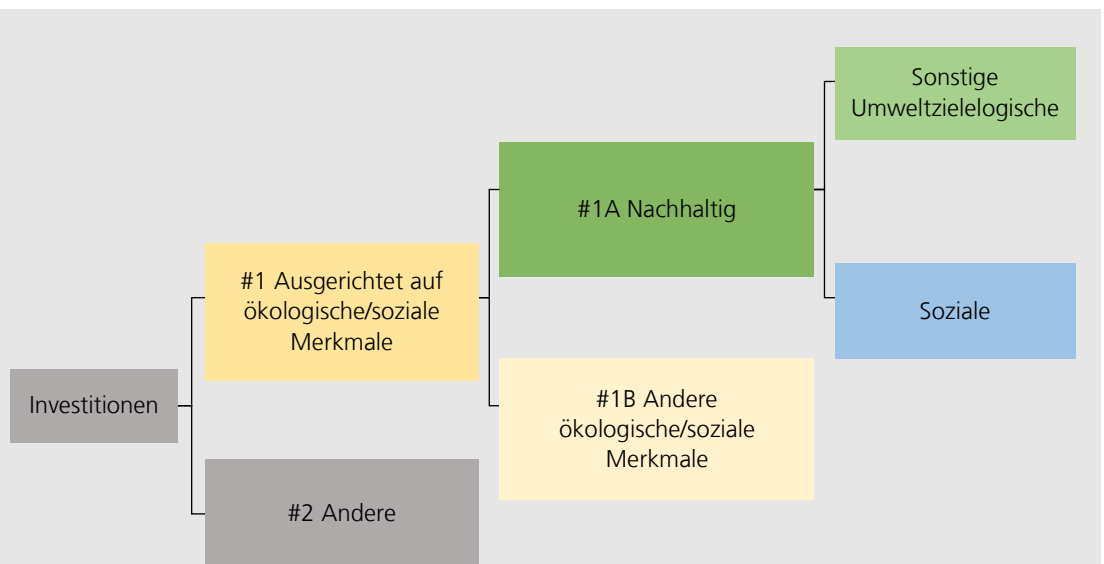 Sonstige
Umweltzielelogische
#1A Nachhaltig
#1 Ausgerichtet auf
ökologische/soziale
Merkmale
Soziale
Investitionen
#1B Andere
ökologische/soziale
Merkmale
#2 Andere